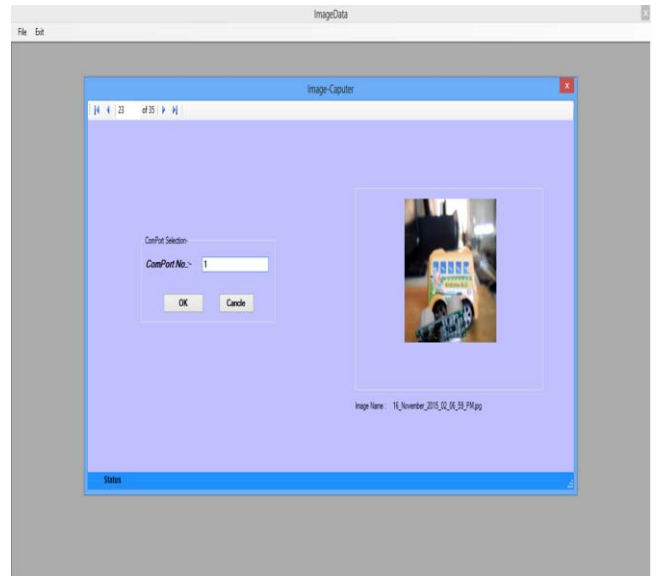 ImageData
x
File Exit
Image-Caputer
x
23 of 35
ComPort Selection-
ComPort No.:- 1
OK Cancle
Image Name : 16_November_2015_02_06_59_PM.jpg
Status